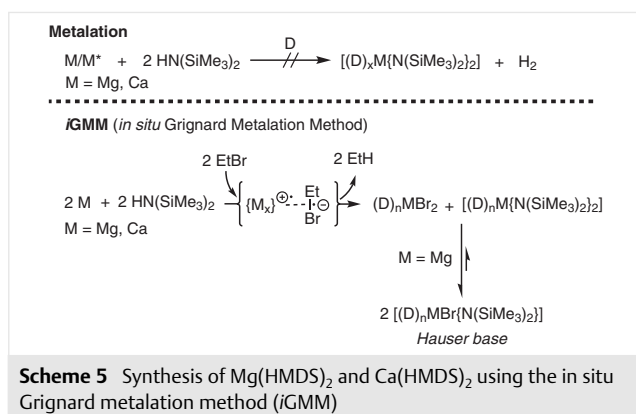 Metalation
D
M/M* + 2 HN(SiMe₃)₂ [(D)ₓM{N(SiMe₃)₂}₂] + H₂
M = Mg, Ca
iGMM (in situ Grignard Metalation Method)
2 EtBr 2 EtH
2 M + 2 HN(SiMe₃)₂ {Mₓ}⊕· Et Br ·⊖ (D)ₙMBr₂ + [(D)ₙM{N(SiMe₃)₂}₂]
M = Mg, Ca
M = Mg
2 [(D)ₙMBr{N(SiMe₃)₂}]
Hauser base
Scheme 5 Synthesis of Mg(HMDS)₂ and Ca(HMDS)₂ using the in situ
Grignard metalation method (iGMM)